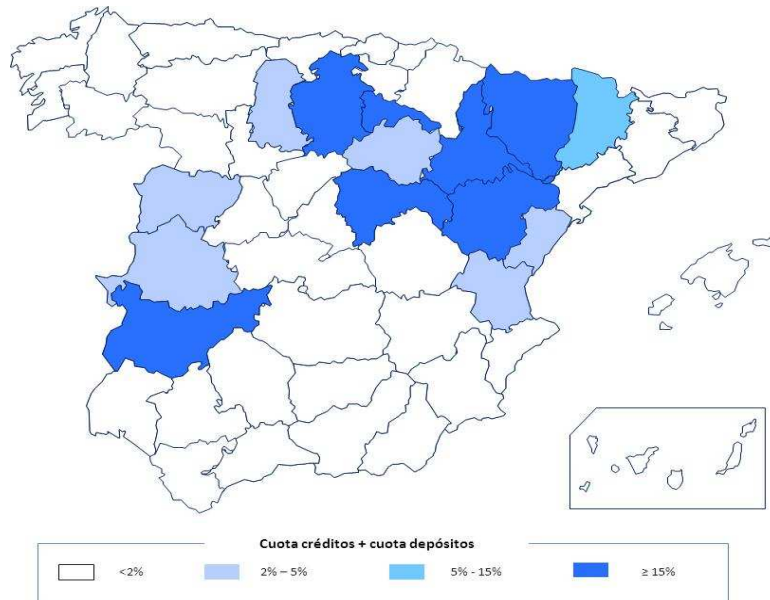 Cuota créditos + cuota depósitos
<2%
2% – 5%
5% - 15%
≥ 15%